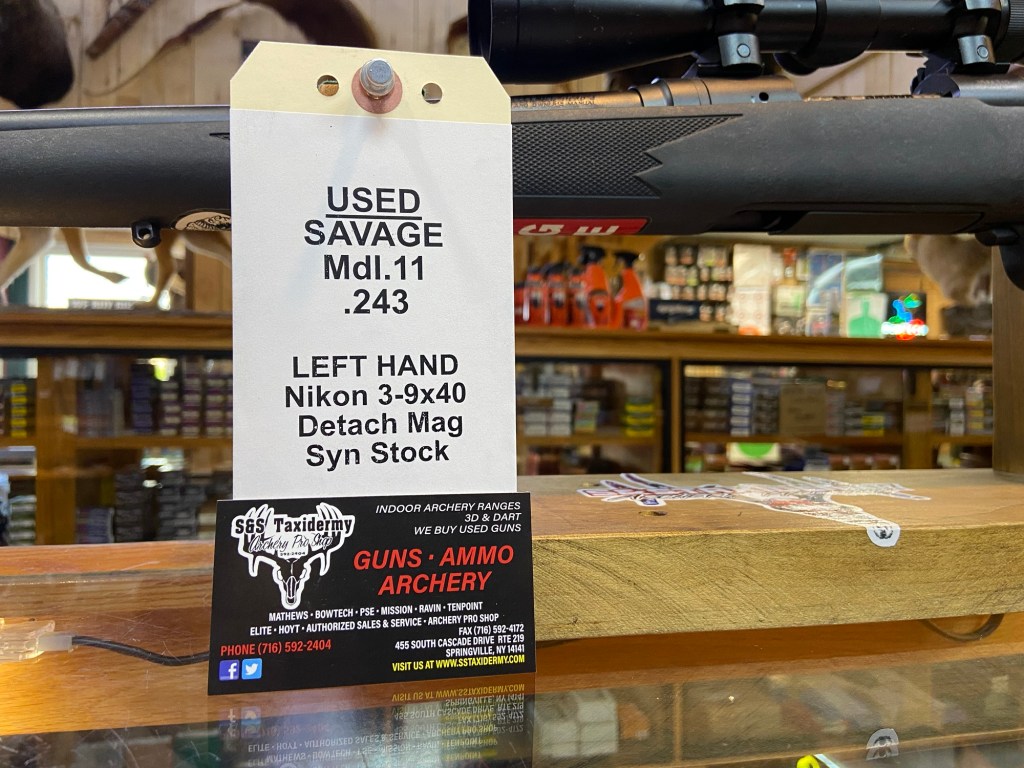 USED
SAVAGE
Mdl.11
.243
LEFT HAND
Nikon 3-9x40
Detach Mag
Syn Stock
S&S Taxidermy
Archery Pro Shop
INDOOR ARCHERY RANGES
3D & DART
WE BUY USED GUNS
GUNS · AMMO
ARCHERY
MATHEWS · BOWTECH · PSE · MISSION · RAVIN · TENPOINT
ELITE · HOYT · AUTHORIZED SALES & SERVICE · ARCHERY PRO SHOP
PHONE (716) 592-2404
FAX (716) 592-4172
455 SOUTH CASCADE DRIVE RTE 219
SPRINGVILLE, NY 14141
VISIT US AT WWW.SSTAXIDERMY.COM